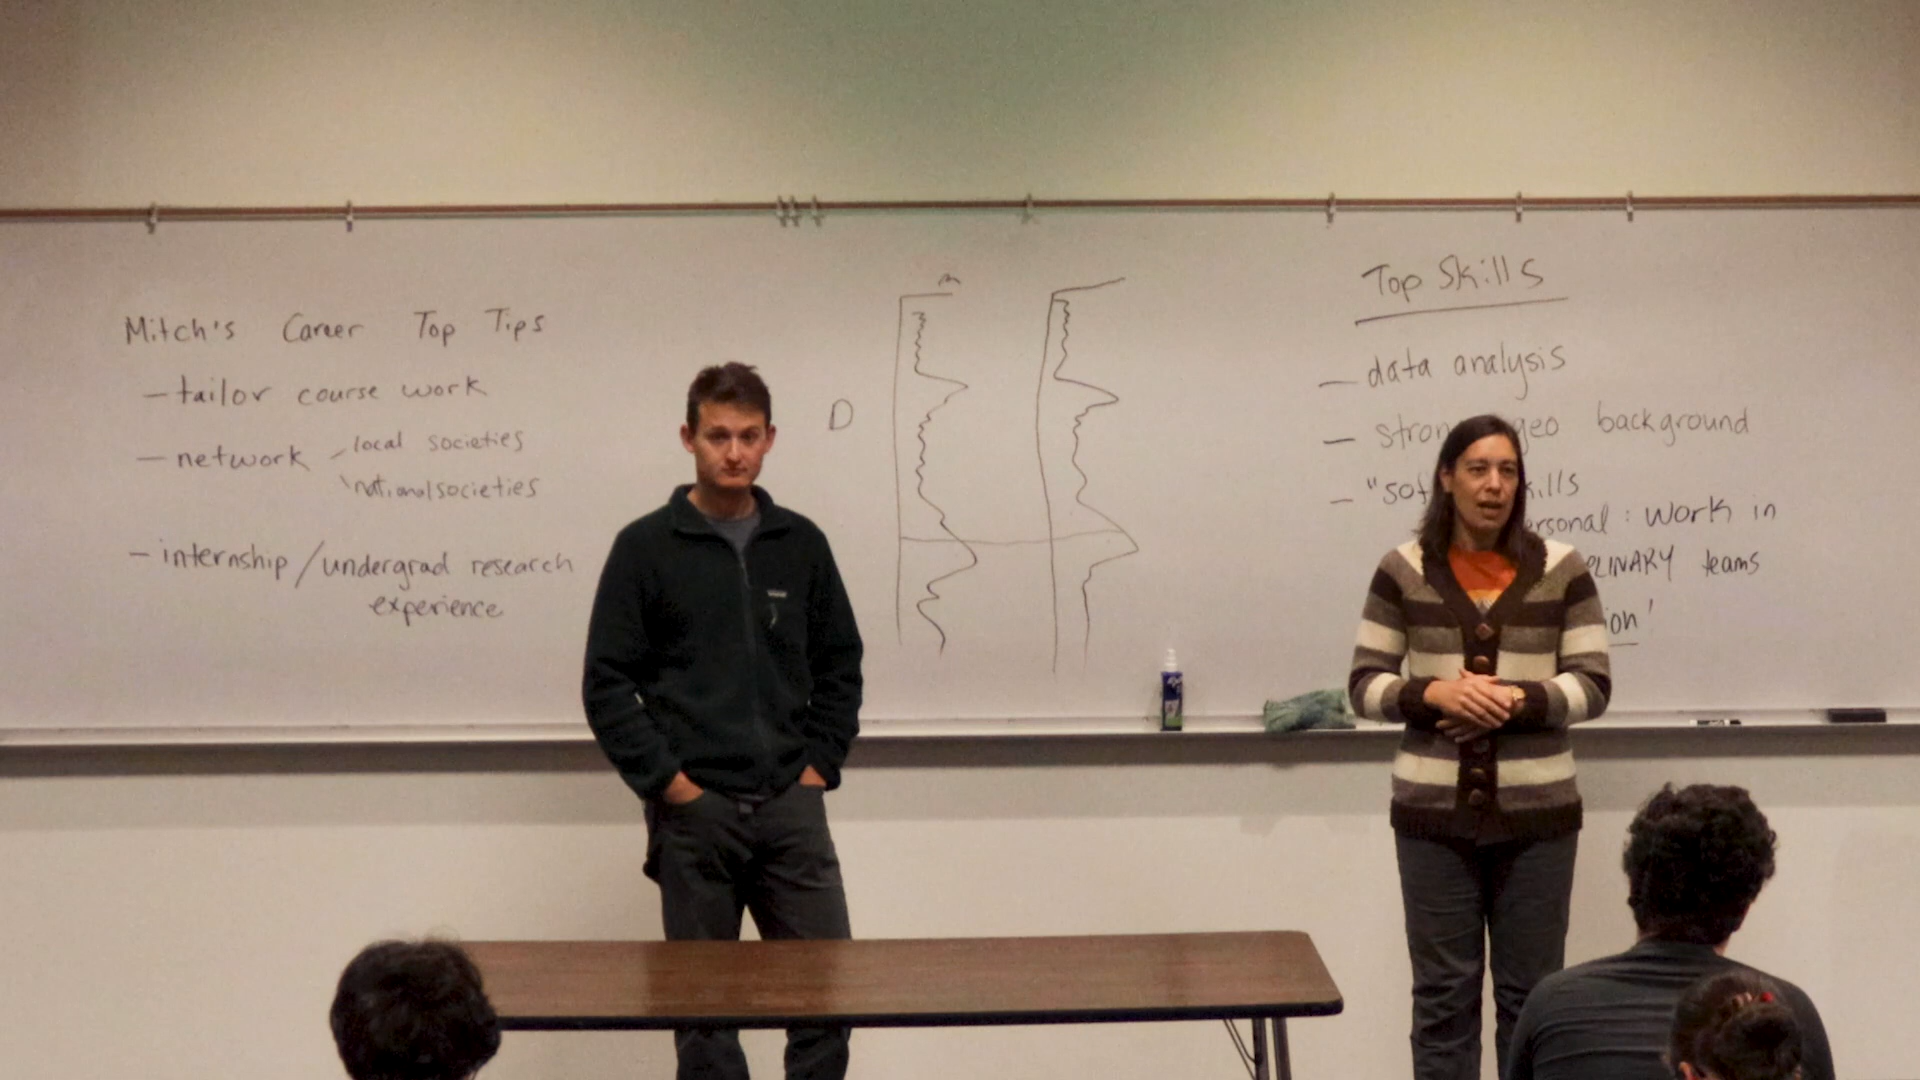 Mitch's Career Top Tips
- tailor course work
- network - local societies
\ national societies
- internship / undergrad research
experience
D
Top Skills
- data analysis
- geo background
-
: work in
teams